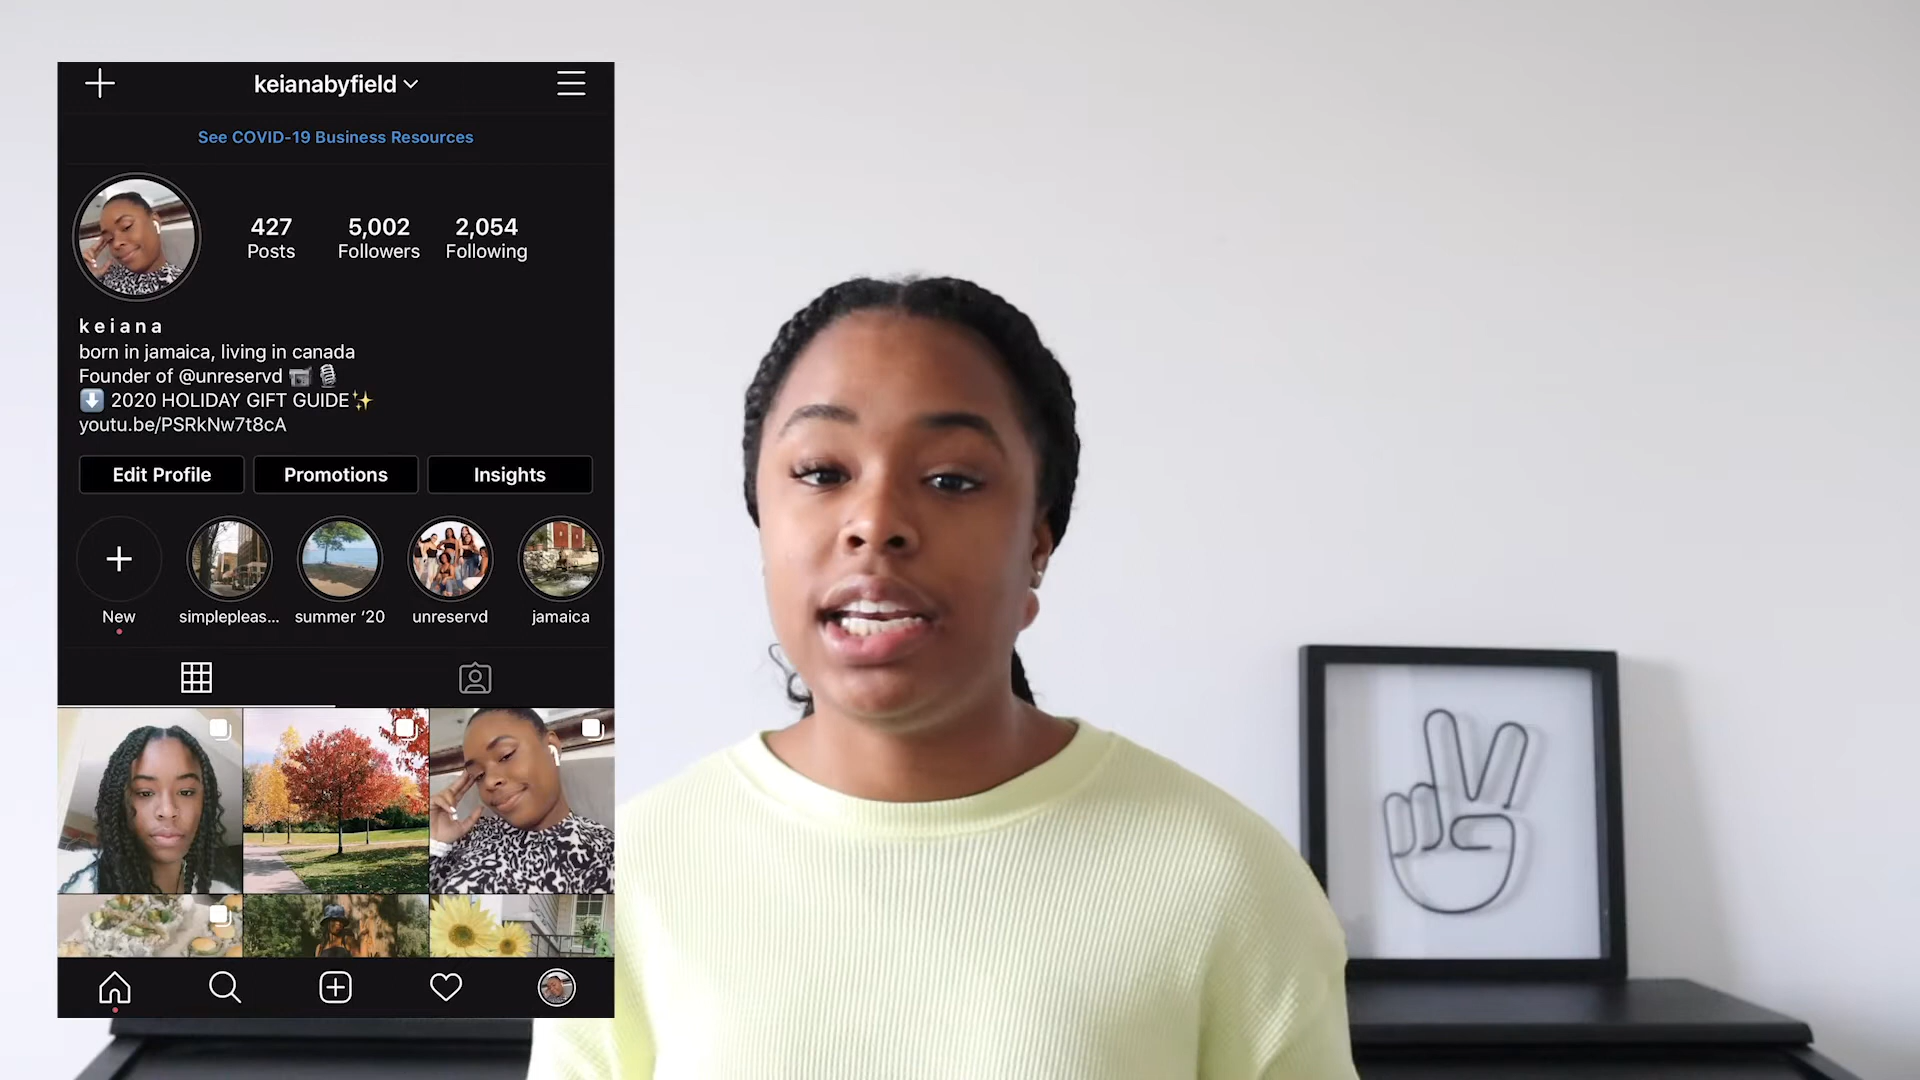 keianabyfield
See COVID-19 Business Resources
427 5,002 2,054
Posts Followers Following
keiana
born in jamaica, living in canada
Founder of @unreservd
2020 HOLIDAY GIFT GUIDE
youtu.be/PSRkNw7t8cA
Edit Profile Promotions Insights
New simplepleas... summer ‘20 unreservd jamaica